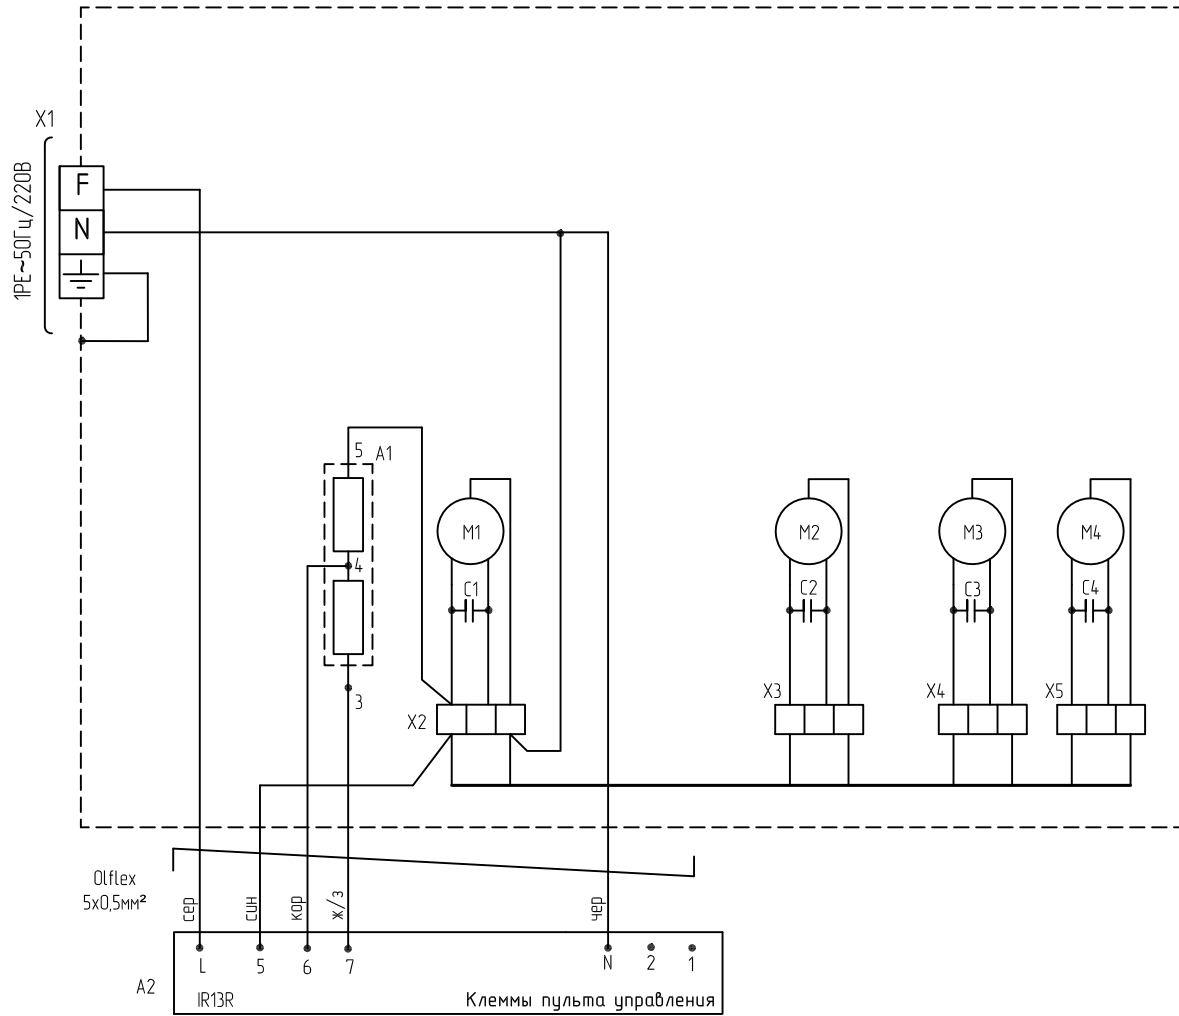 X1
1PE~50Гц/220В
F
N
5
A1
4
3
M1
C1
X2
M2
C2
X3
M3
C3
X4
M4
C4
X5
Olflex
5x0,5мм²
сер
син
кор
ж/з
чер
L
5
6
7
N
2
1
A2
IR13R
Клеммы пульта управления